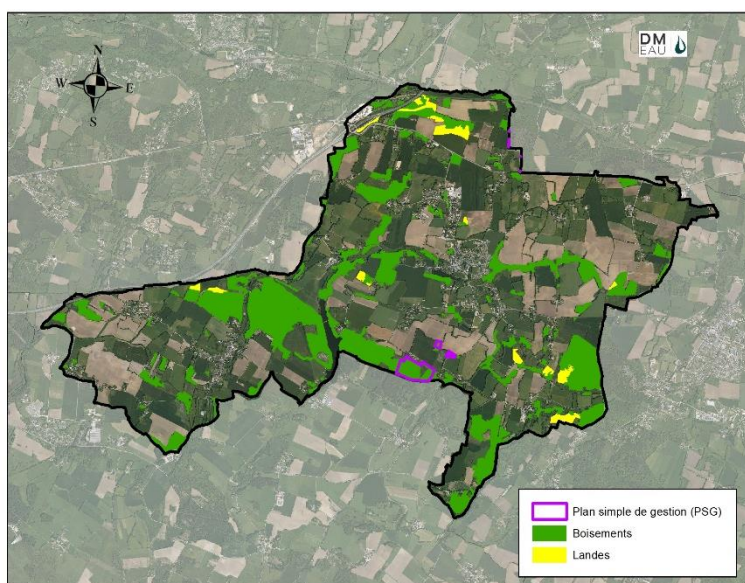 DM
EAU
N
W E
S
Plan simple de gestion (PSG)
Boisements
Landes